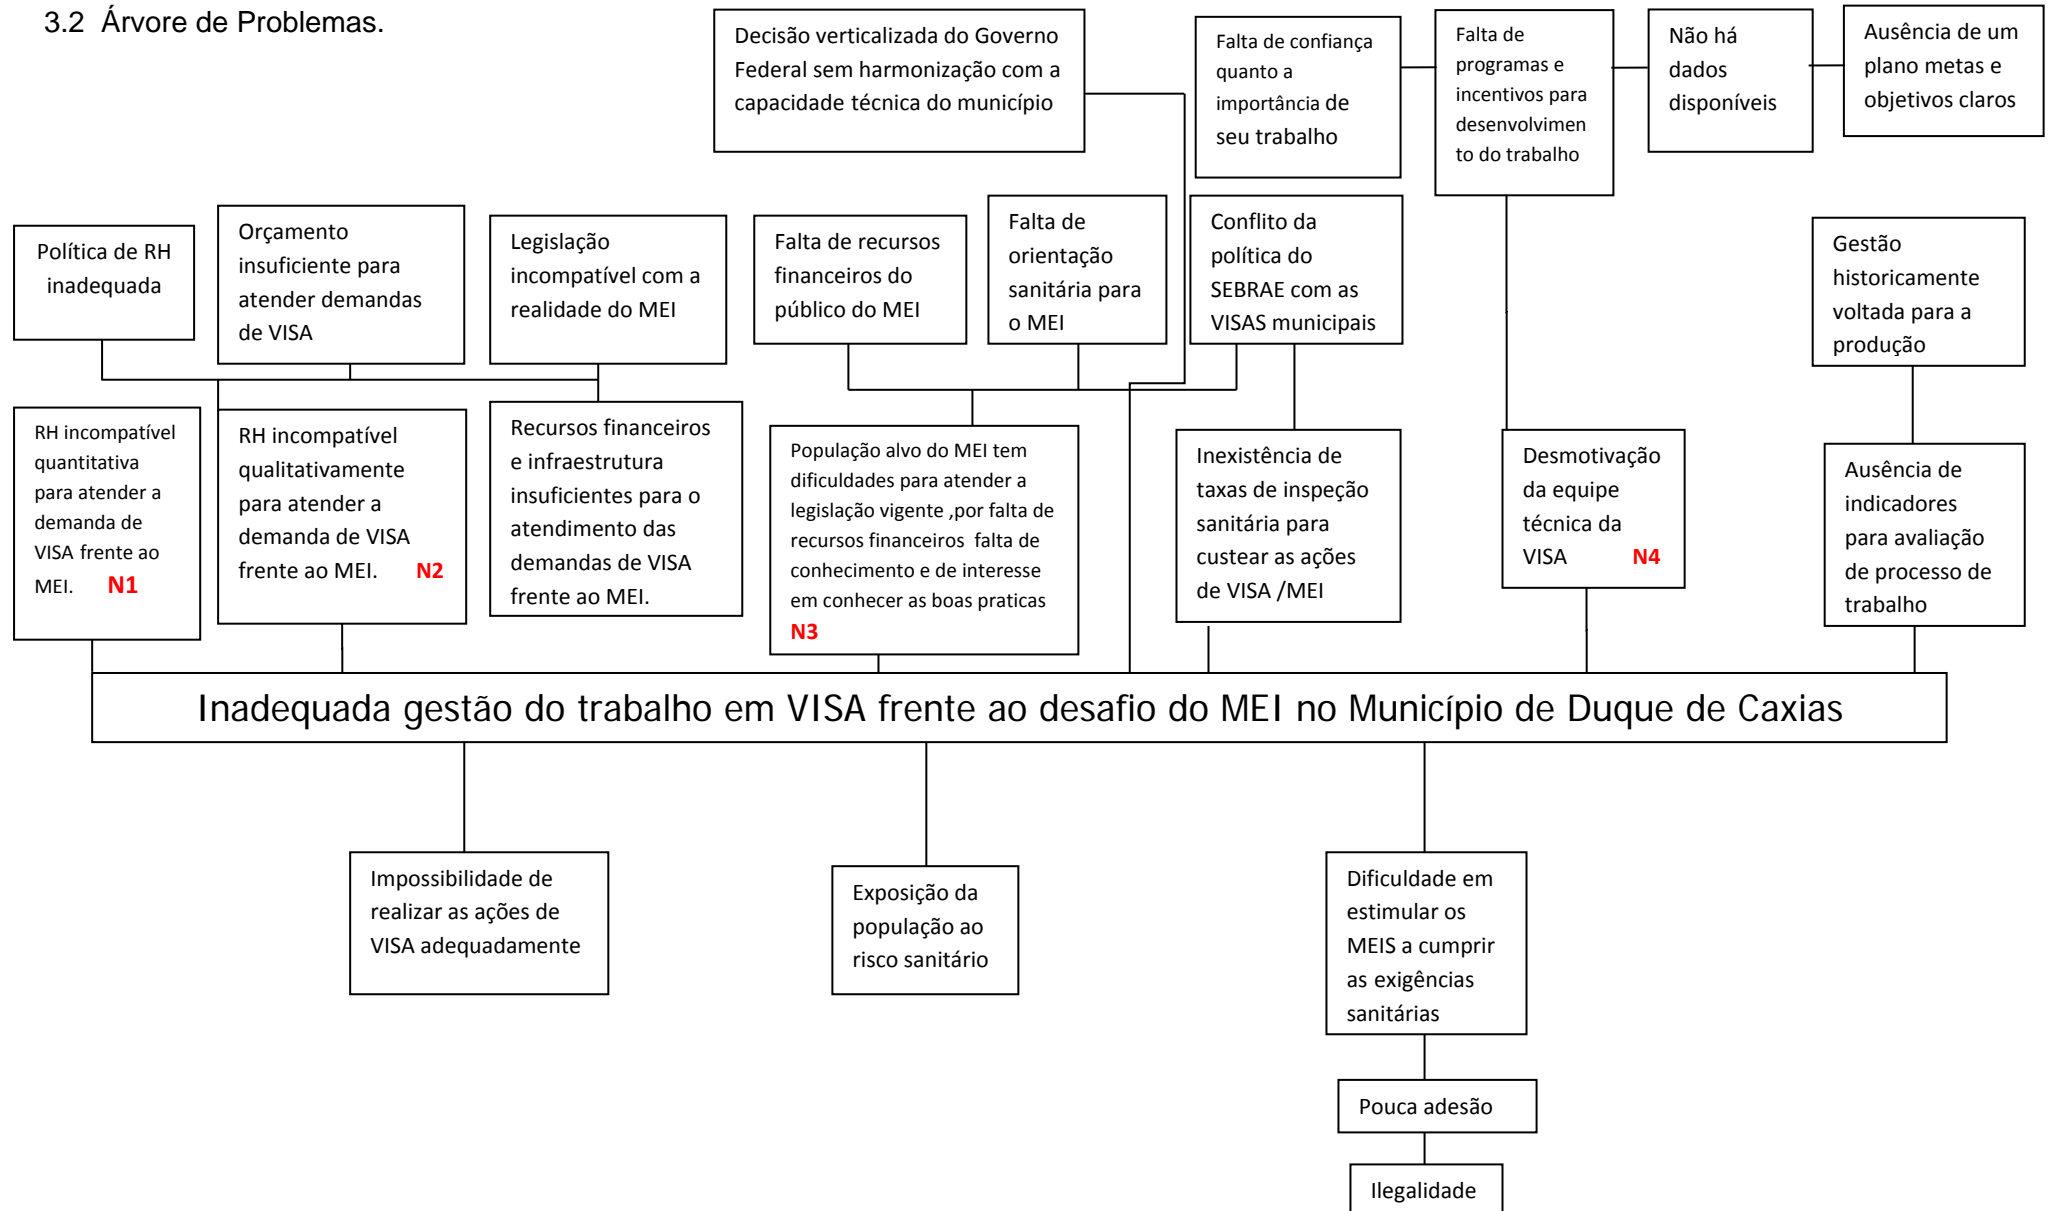 3.2 Árvore de Problemas.
Decisão verticalizada do Governo
Federal sem harmonização com a
capacidade técnica do município
Falta de confiança
quanto a
importância de
seu trabalho
Falta de
programas e
incentivos para
desenvolvimen
to do trabalho
Não há
dados
disponíveis
Ausência de um
plano metas e
objetivos claros
Política de RH
inadequada
Orçamento
insuficiente para
atender demandas
de VISA
Legislação
incompatível com a
realidade do MEI
Falta de recursos
financeiros do
público do MEI
Falta de
orientação
sanitária para
o MEI
Conflito da
política do
SEBRAE com as
VISAS municipais
Gestão
historicamente
voltada para a
produção
RH incompatível
quantitativa
para atender a
demanda de
VISA frente ao
MEI. N1
RH incompatível
qualitativamente
para atender a
demanda de VISA
frente ao MEI. N2
Recursos financeiros
e infraestrutura
insuficientes para o
atendimento das
demandas de VISA
frente ao MEI.
População alvo do MEI tem
dificuldades para atender a
legislação vigente ,por falta de
recursos financeiros falta de
conhecimento e de interesse
em conhecer as boas praticas
N3
Inexistência de
taxas de inspeção
sanitária para
custear as ações
de VISA /MEI
Desmotivação
da equipe
técnica da
VISA N4
Ausência de
indicadores
para avaliação
de processo de
trabalho
Inadequada gestão do trabalho em VISA frente ao desafio do MEI no Município de Duque de Caxias
Impossibilidade de
realizar as ações de
VISA adequadamente
Exposição da
população ao
risco sanitário
Dificuldade em
estimular os
MEIS a cumprir
as exigências
sanitárias
Pouca adesão
Ilegalidade